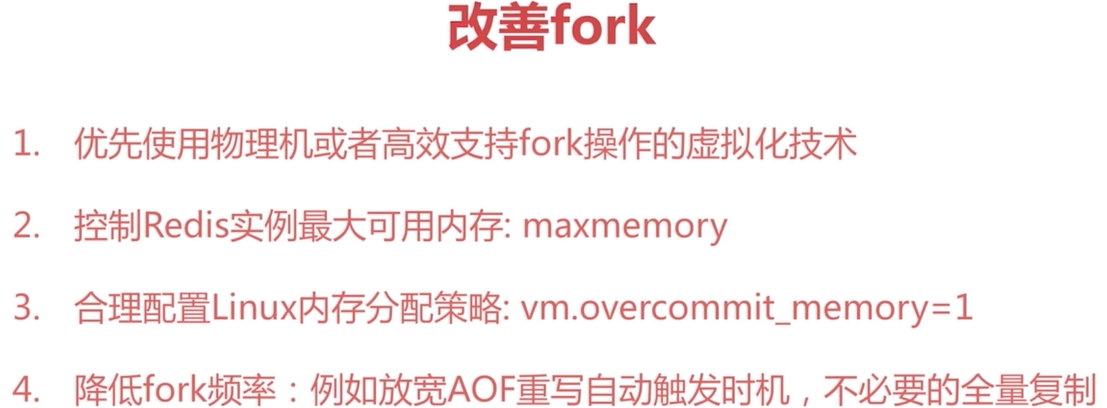 改善fork
1. 优先使用物理机或者高效支持fork操作的虚拟化技术
2. 控制Redis实例最大可用内存: maxmemory
3. 合理配置Linux内存分配策略: vm.overcommit_memory=1
4. 降低fork频率：例如放宽AOF重写自动触发时机，不必要的全量复制